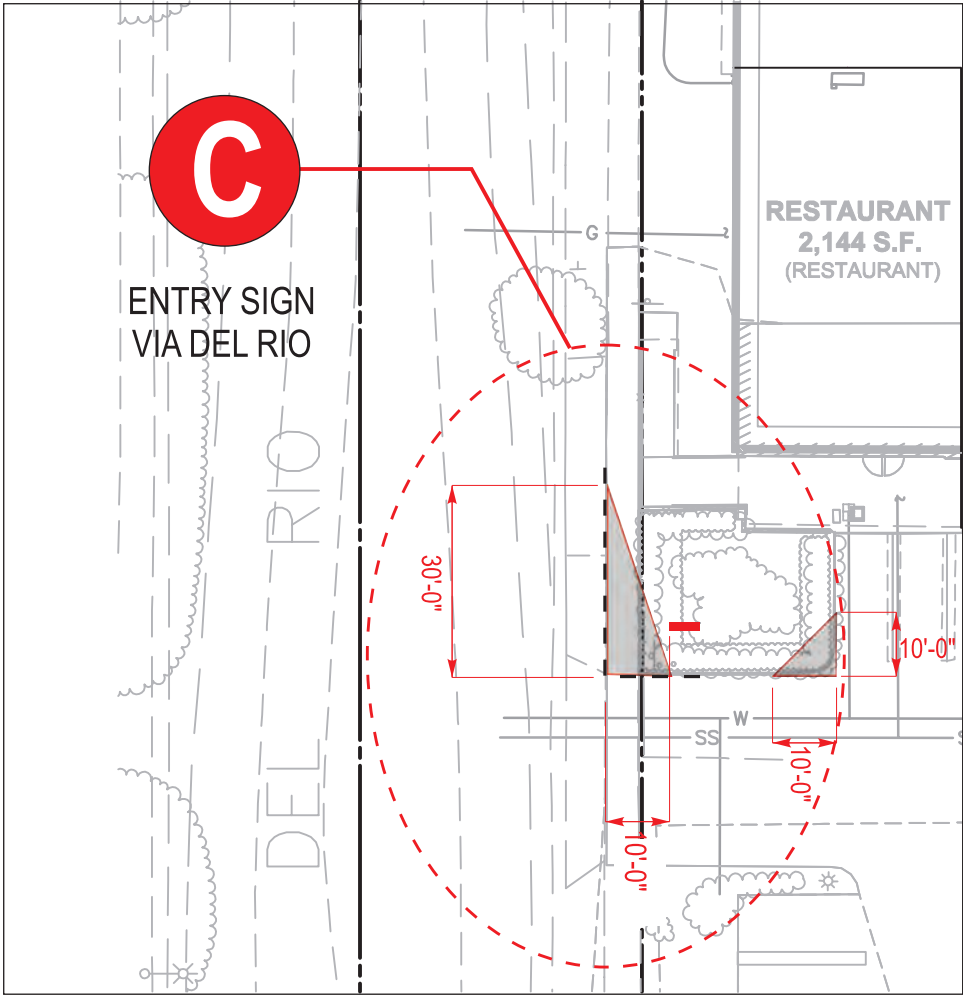 C
ENTRY SIGN
VIA DEL RIO
G
RESTAURANT
2,144 S.F.
(RESTAURANT)
DEL RIO
30'-0"
10'-0"
10'-0"
10'-0"
W
SS
S